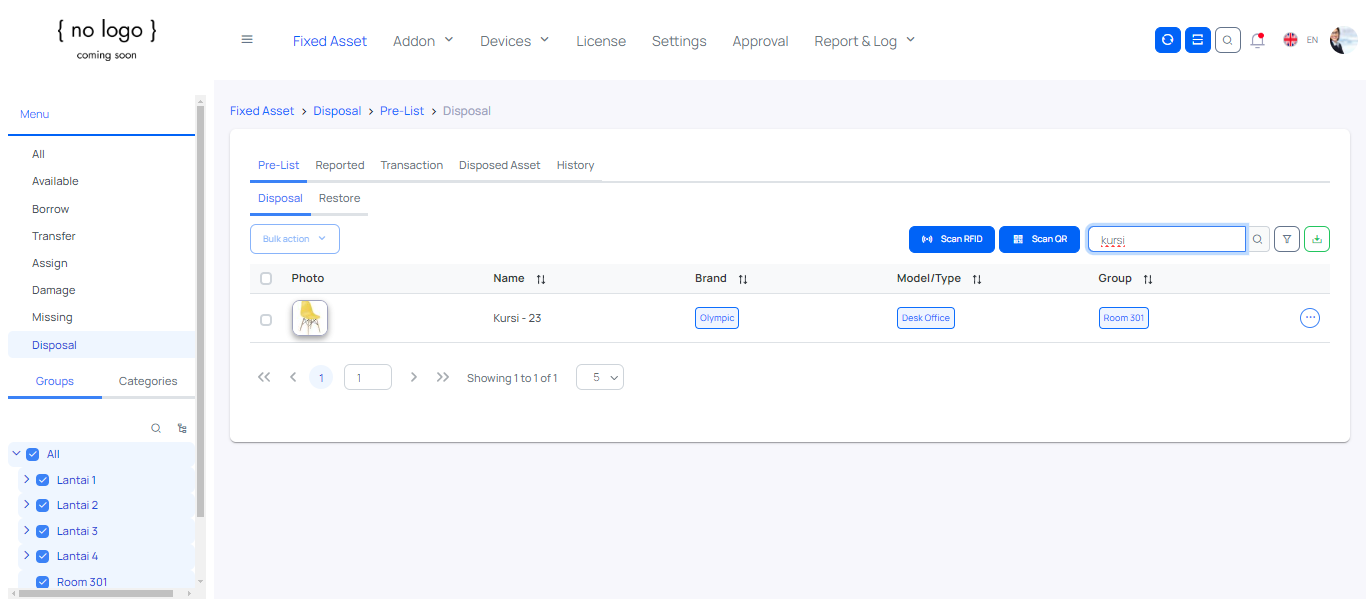 { no logo }
coming soon
Fixed Asset Addon Devices License Settings Approval Report & Log EN
Menu
All
Available
Borrow
Transfer
Assign
Damage
Missing
Disposal
Groups Categories
All
Lantai 1
Lantai 2
Lantai 3
Lantai 4
Room 301
Fixed Asset > Disposal > Pre-List > Disposal
Pre-List Reported Transaction Disposed Asset History
Disposal Restore
Bulk action Scan RFID Scan QR kursi
Photo Name Brand Model/Type Group
Kursi - 23 Olympic Desk Office Room 301
1 1 Showing 1 to 1 of 1 5